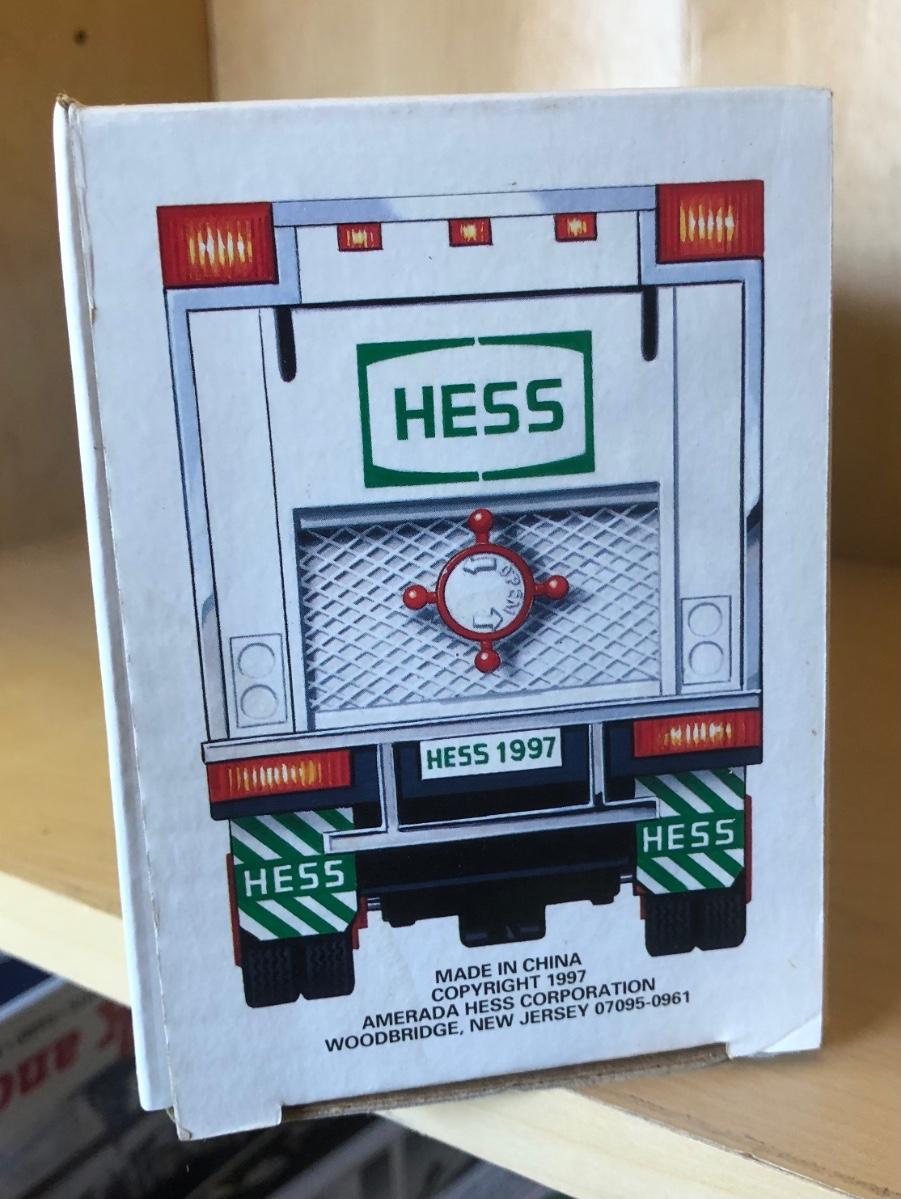 HESS
OPEN
HESS 1997
HESS
HESS
MADE IN CHINA
COPYRIGHT 1997
AMERADA HESS CORPORATION
WOODBRIDGE, NEW JERSEY 07095-0961